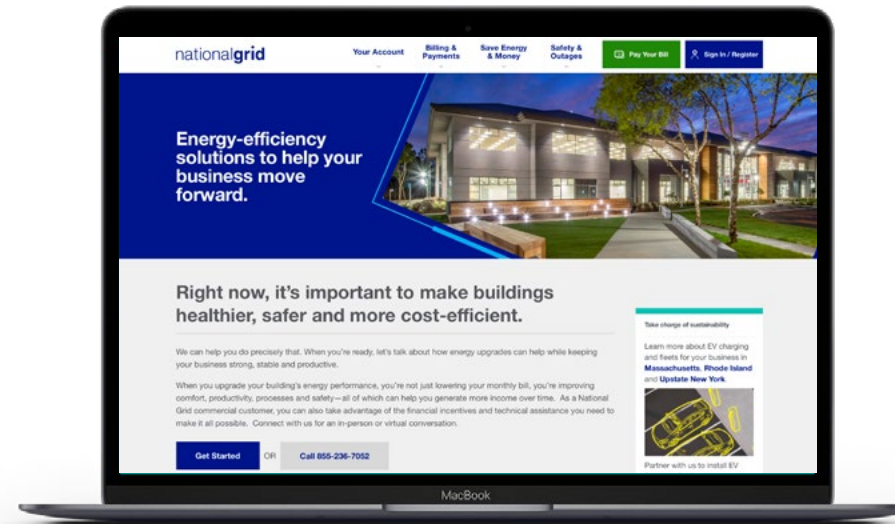 nationalgrid
Your Account
Billing &
Payments
Save Energy
& Money
Safety &
Outages
Pay Your Bill
Sign In / Register
Energy-efficiency
solutions to help your
business move
forward.
Right now, it's important to make buildings
healthier, safer and more cost-efficient.
We can help you do precisely that. When you're ready, let's talk about how energy upgrades can help while keeping
your business strong, stable and productive.
When you upgrade your building's energy performance, you're not just lowering your monthly bill, you're improving
comfort, productivity, processes and safety—all of which can help you generate more income over time. As a National
Grid commercial customer, you can also take advantage of the financial incentives and technical assistance you need to
make it all possible. Connect with us for an in-person or virtual conversation.
Get Started OR Call 855-236-7052
Take charge of sustainability
Learn more about EV charging
and fleets for your business in
Massachusetts, Rhode Island
and Upstate New York.
Partner with us to install EV
MacBook